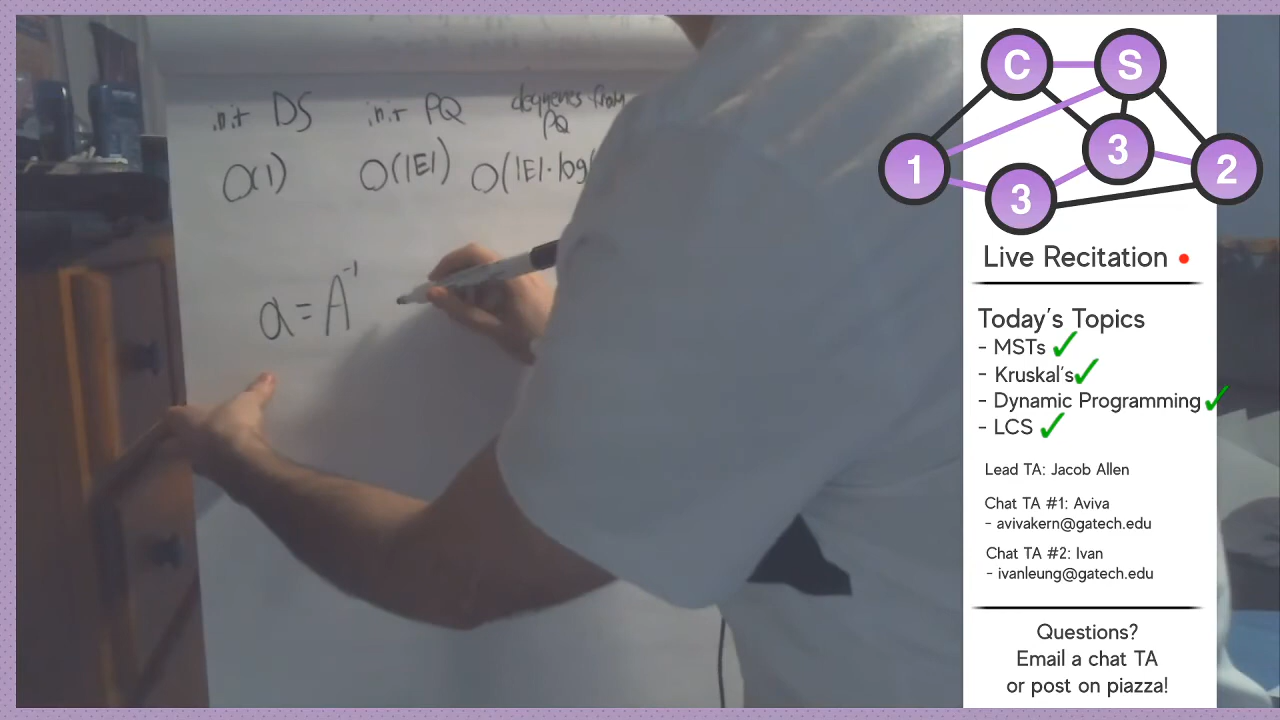 init DS init PQ dequeues from
PQ
O(1) O(|E|) O(|E|·log(
α = A⁻¹
C S
1 3 3 2
Live Recitation
Today's Topics
- MSTs ✓
- Kruskal's ✓
- Dynamic Programming ✓
- LCS ✓
Lead TA: Jacob Allen
Chat TA #1: Aviva
- avivakern@gatech.edu
Chat TA #2: Ivan
- ivanleung@gatech.edu
Questions?
Email a chat TA
or post on piazza!